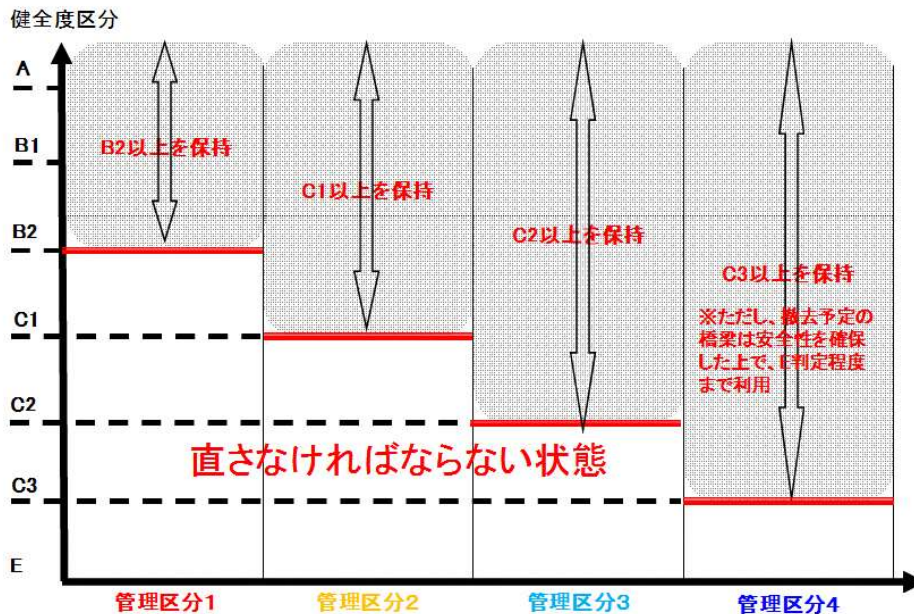 健全度区分
A
B1
B2
C1
C2
C3
E
B2以上を保持
C1以上を保持
C2以上を保持
C3以上を保持
※ただし、撤去予定の
橋梁は安全性を確保
した上で、E判定程度
まで利用
直さなければならない状態
管理区分1
管理区分2
管理区分3
管理区分4